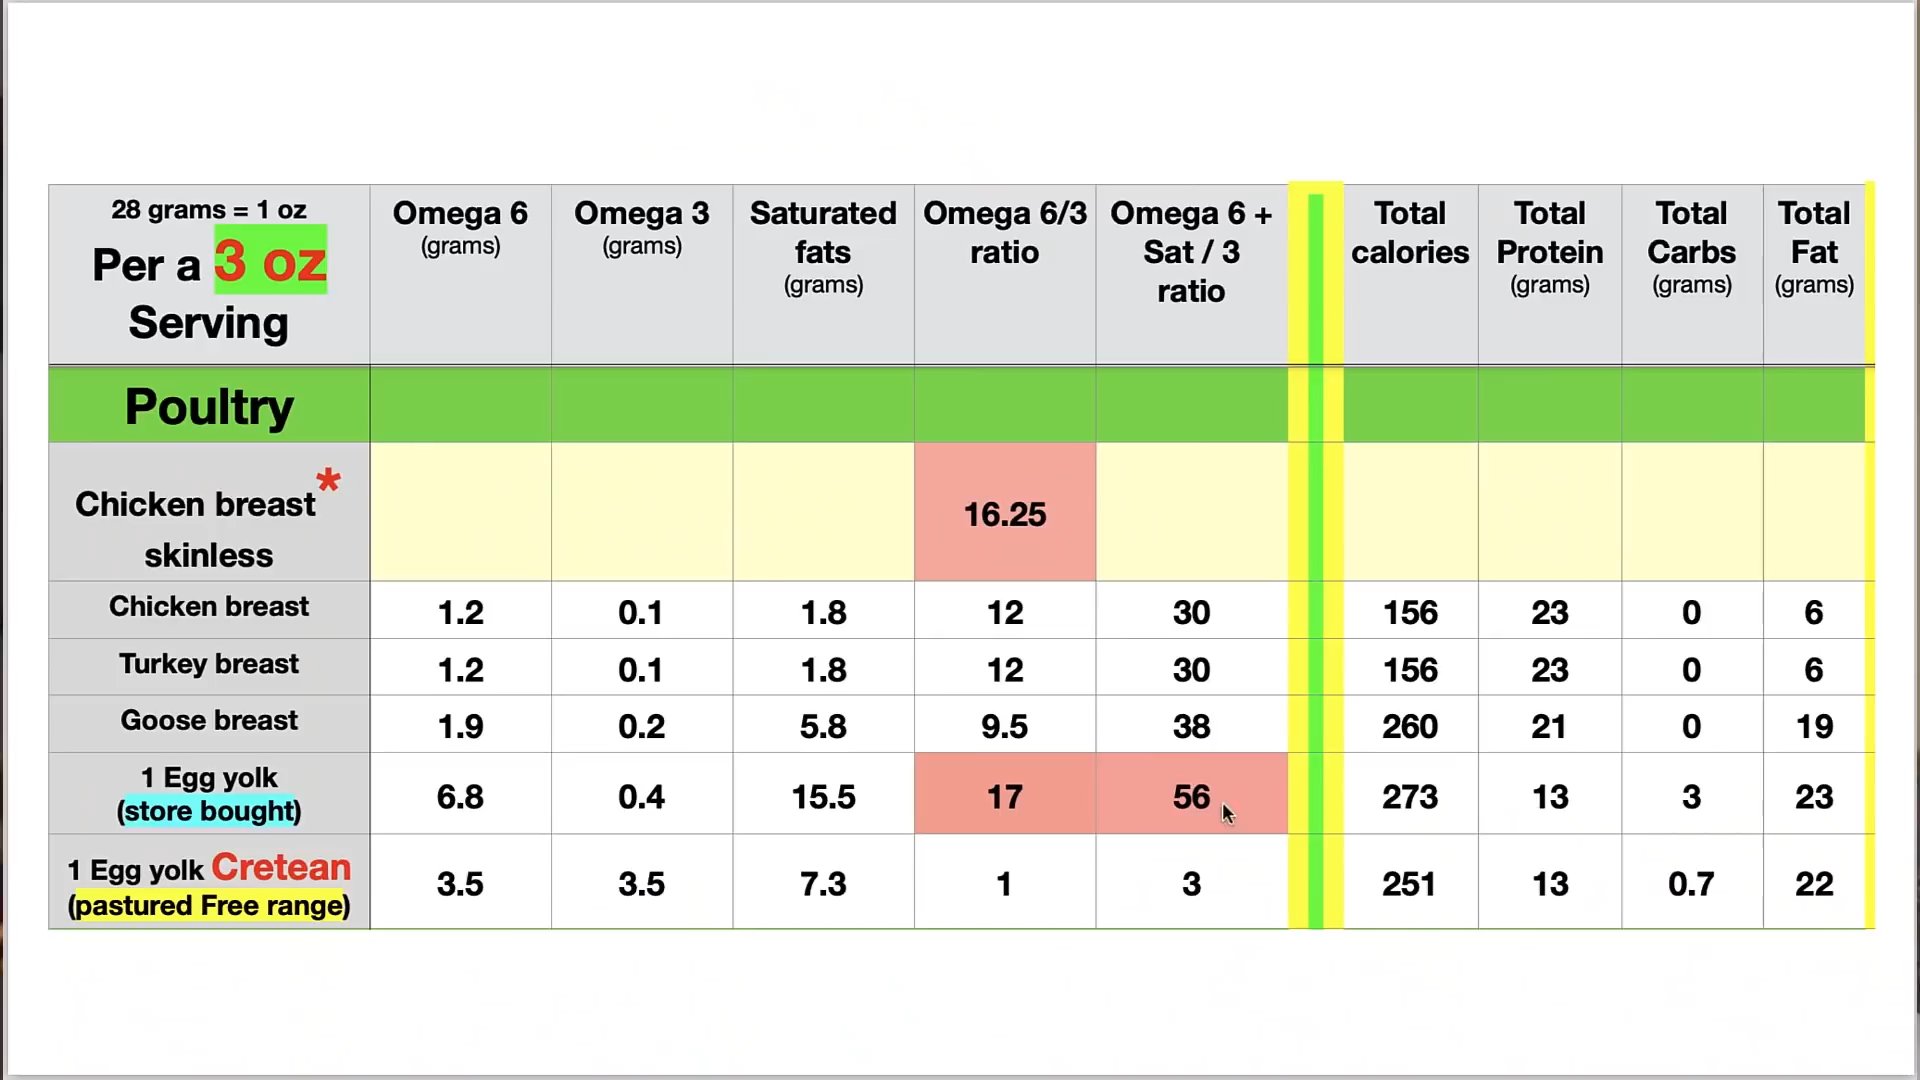 28 grams = 1 oz
Per a 3 oz
Serving
Omega 6
(grams)
Omega 3
(grams)
Saturated
fats
(grams)
Omega 6/3
ratio
Omega 6 +
Sat / 3
ratio
Total
calories
Total
Protein
(grams)
Total
Carbs
(grams)
Total
Fat
(grams)
Poultry
Chicken breast*
skinless
16.25
Chicken breast 1.2 0.1 1.8 12 30 156 23 0 6
Turkey breast 1.2 0.1 1.8 12 30 156 23 0 6
Goose breast 1.9 0.2 5.8 9.5 38 260 21 0 19
1 Egg yolk
(store bought)
6.8 0.4 15.5 17 56 273 13 3 23
1 Egg yolk Cretean
(pastured Free range)
3.5 3.5 7.3 1 3 251 13 0.7 22